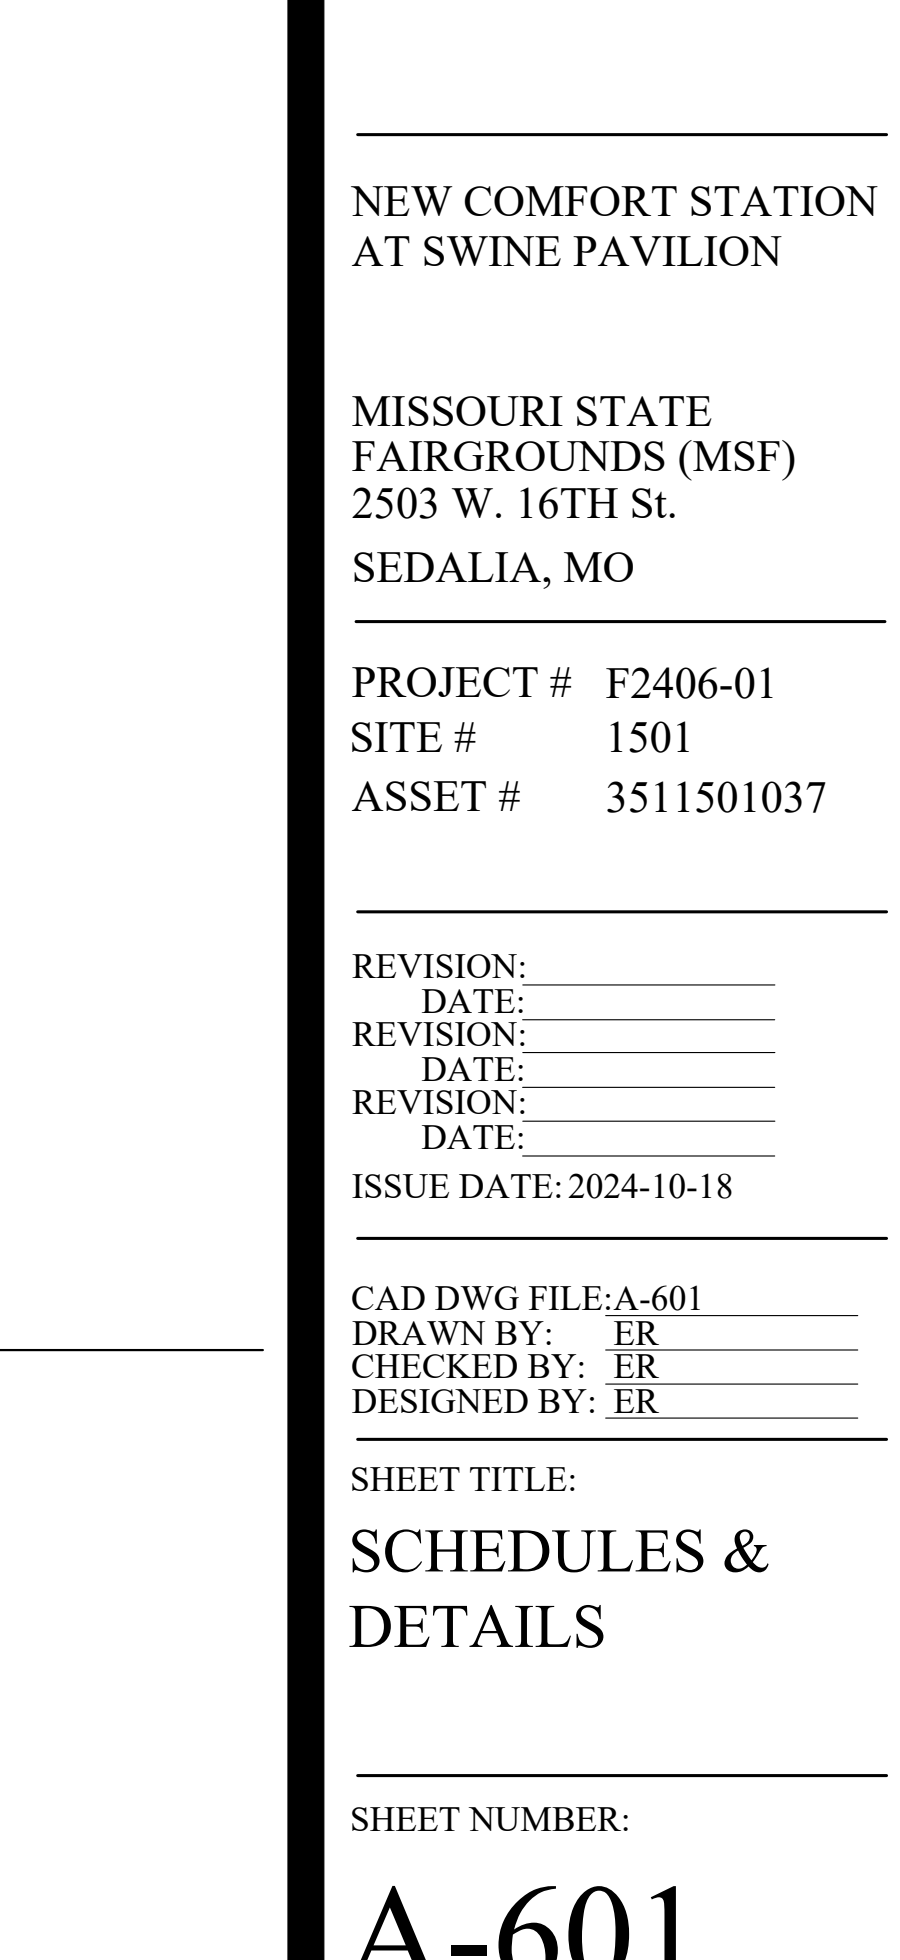 NEW COMFORT STATION
AT SWINE PAVILION
MISSOURI STATE
FAIRGROUNDS (MSF)
2503 W. 16TH St.
SEDALIA, MO
PROJECT # F2406-01
SITE # 1501
ASSET # 3511501037
REVISION:
DATE:
REVISION:
DATE:
REVISION:
DATE:
ISSUE DATE: 2024-10-18
CAD DWG FILE: A-601
DRAWN BY: ER
CHECKED BY: ER
DESIGNED BY: ER
SHEET TITLE:
SCHEDULES &
DETAILS
SHEET NUMBER:
A-601